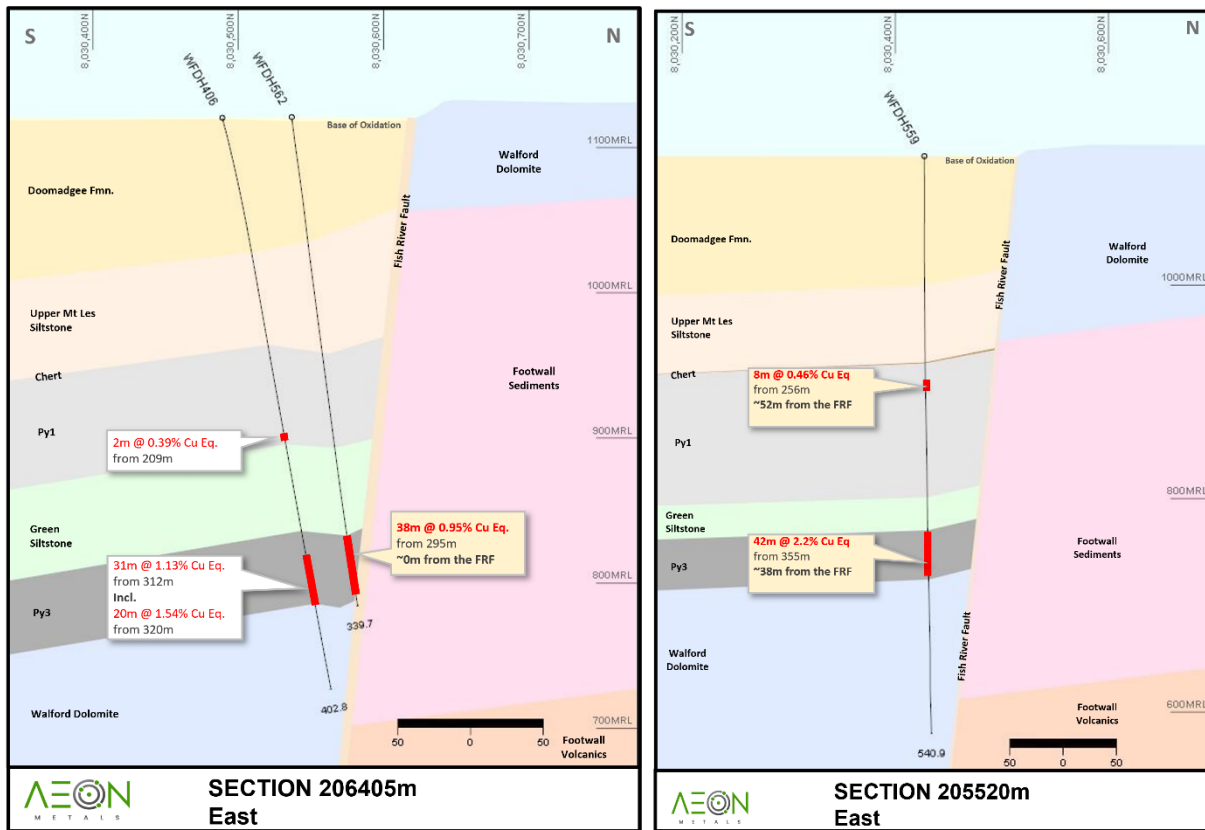 S
8,030,400
8,030,500
8,030,600
8,030,700
N
WFDH406
WFDH562
Base of Oxidation
1100MRL
Walford
Dolomite
Doomadgee Fmn.
Fish River Fault
1000MRL
Upper Mt Les
Siltstone
Chert
Footwall
Sediments
Py1
2m @ 0.39% Cu Eq.
from 209m
900MRL
Green
Siltstone
38m @ 0.95% Cu Eq.
from 295m
~0m from the FRF
31m @ 1.13% Cu Eq.
from 312m
Incl.
20m @ 1.54% Cu Eq.
from 320m
800MRL
Py3
339.7
402.8
Walford Dolomite
50 0 50
700MRL
Footwall
Volcanics
AEON
METALS
SECTION 206405m
East
S
8,030,200
8,030,400
8,030,600
N
WFDH559
Base of Oxidation
Doomadgee Fmn.
Fish River Fault
Walford
Dolomite
1000MRL
Upper Mt Les
Siltstone
Chert
8m @ 0.46% Cu Eq
from 256m
~52m from the FRF
Py1
800MRL
Green
Siltstone
42m @ 2.2% Cu Eq
from 355m
~38m from the FRF
Footwall
Sediments
Py3
Walford
Dolomite
Fish River Fault
600MRL
Footwall
Volcanics
540.9
50 0 50
AEON
METALS
SECTION 205520m
East